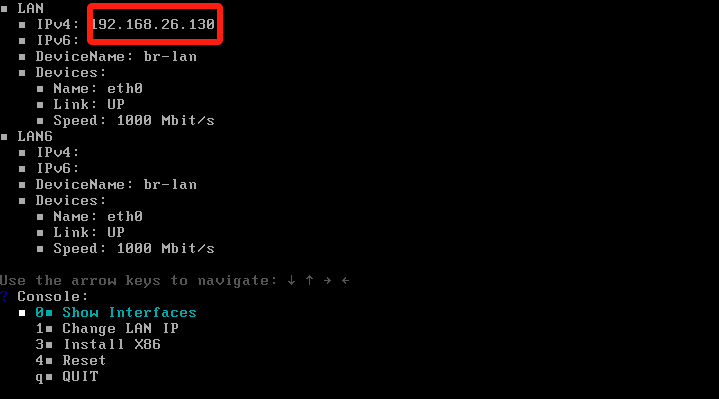 LAN
IPv4: 192.168.26.130
IPv6:
DeviceName: br-lan
Devices:
Name: eth0
Link: UP
Speed: 1000 Mbit/s
LAN6
IPv4:
IPv6:
DeviceName: br-lan
Devices:
Name: eth0
Link: UP
Speed: 1000 Mbit/s
Use the arrow keys to navigate: ↓ ↑ → ←
? Console:
0■ Show Interfaces
1■ Change LAN IP
3■ Install X86
4■ Reset
q■ QUIT